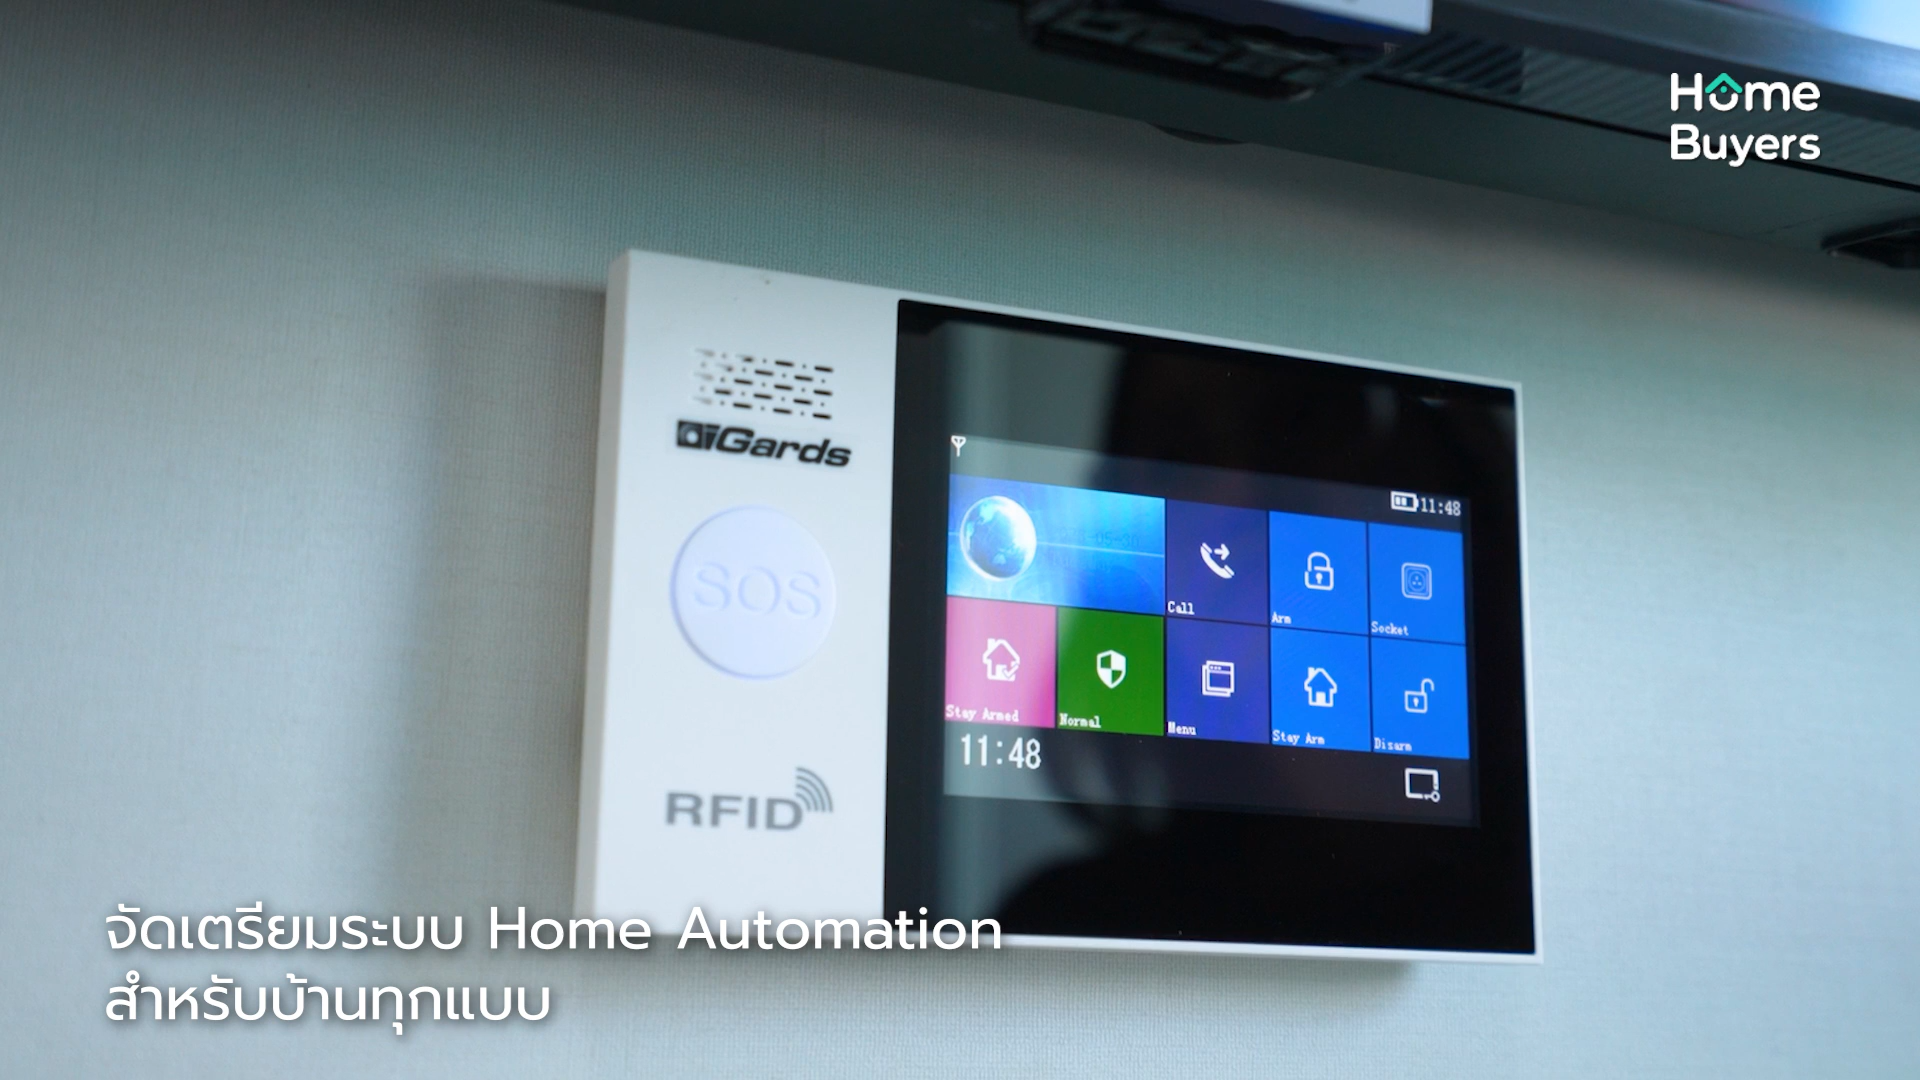 Home
Buyers
iGards
SOS
RFID
11:48
Call
Arm
Socket
Stay Armed
Normal
Menu
Stay Arm
Disarm
11:48
จัดเตรียมระบบ Home Automation
สำหรับบ้านทุกแบบ